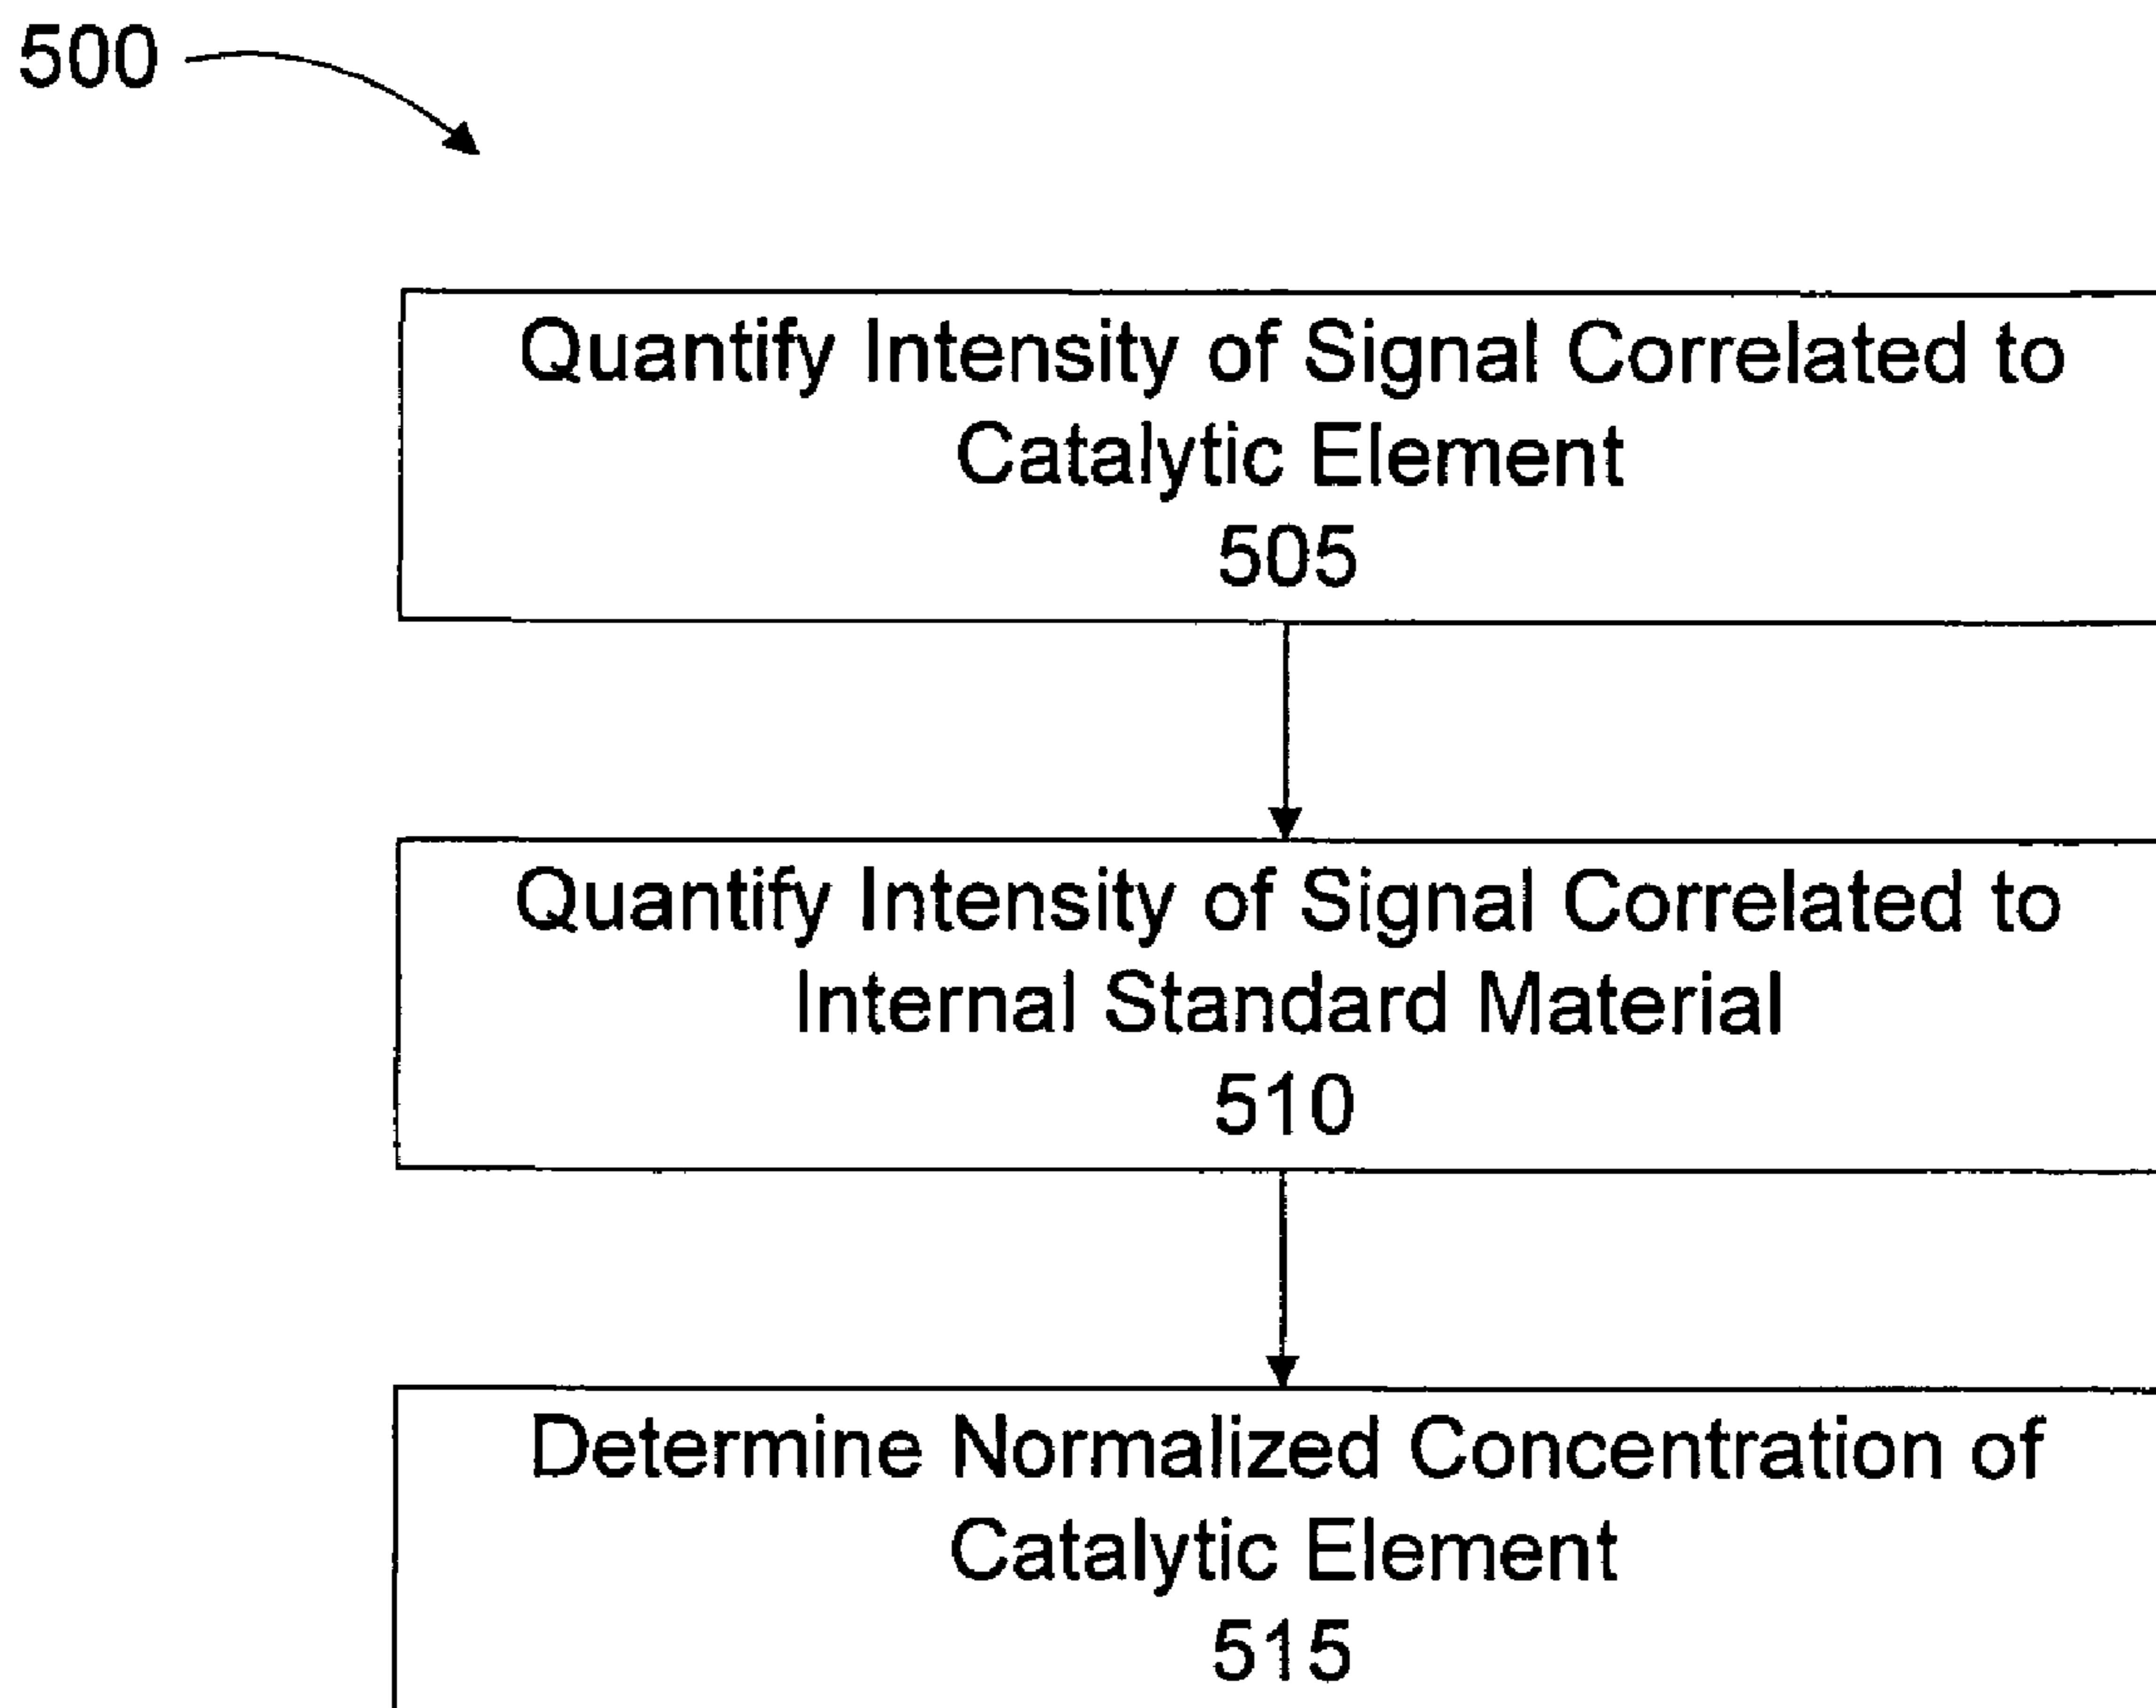 500
Quantify Intensity of Signal Correlated to
Catalytic Element
505
Quantify Intensity of Signal Correlated to
Internal Standard Material
510
Determine Normalized Concentration of
Catalytic Element
515